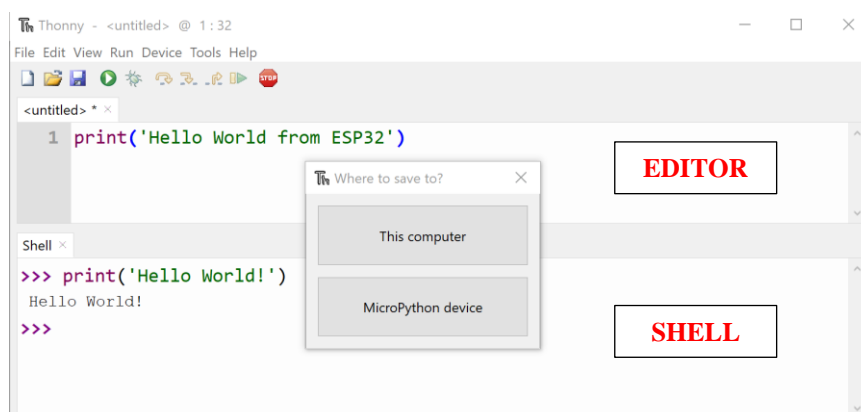 Thonny - <untitled> @ 1:32
File Edit View Run Device Tools Help
STOP
<untitled> * ×
1 print('Hello World from ESP32')
EDITOR
Where to save to?
This computer
MicroPython device
Shell ×
>>> print('Hello World!')
Hello World!
>>>
SHELL